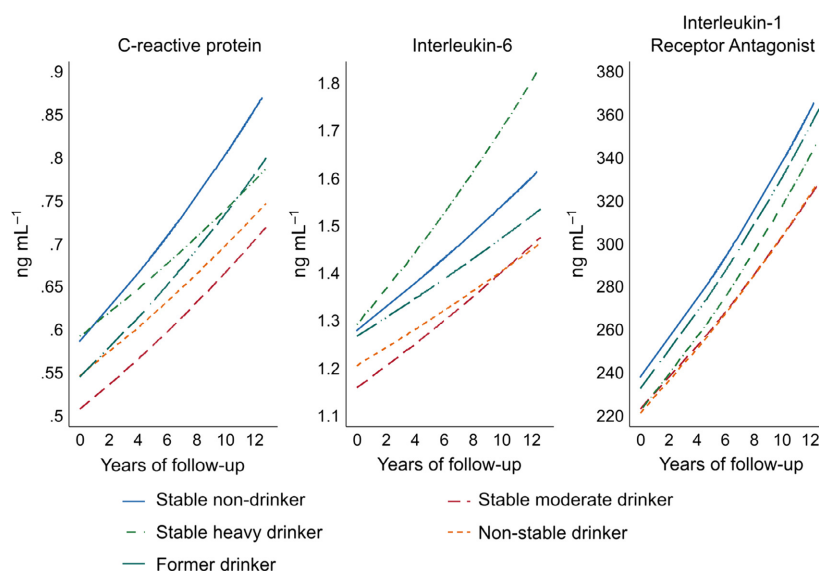 C-reactive protein
Interleukin-6
Interleukin-1
Receptor Antagonist
ng mL–1
.9
.85
.8
.75
.7
.65
.6
.55
.5
0 2 4 6 8 10 12
Years of follow-up
ng mL–1
1.8
1.7
1.6
1.5
1.4
1.3
1.2
1.1
0 2 4 6 8 10 12
Years of follow-up
ng mL–1
380
360
340
320
300
280
260
240
220
0 2 4 6 8 10 12
Years of follow-up
Stable non-drinker
Stable heavy drinker
Former drinker
Stable moderate drinker
Non-stable drinker